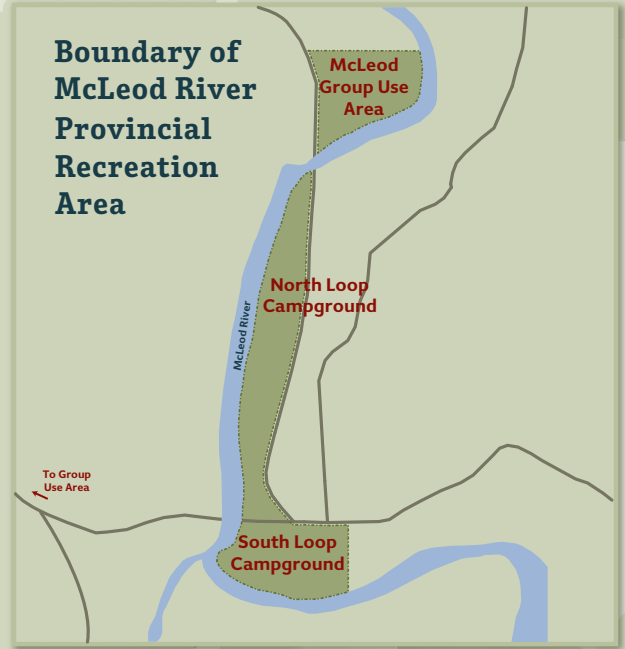 Boundary of
McLeod River
Provincial
Recreation
Area
McLeod
Group Use
Area
North Loop
Campground
McLeod River
To Group
Use Area
South Loop
Campground